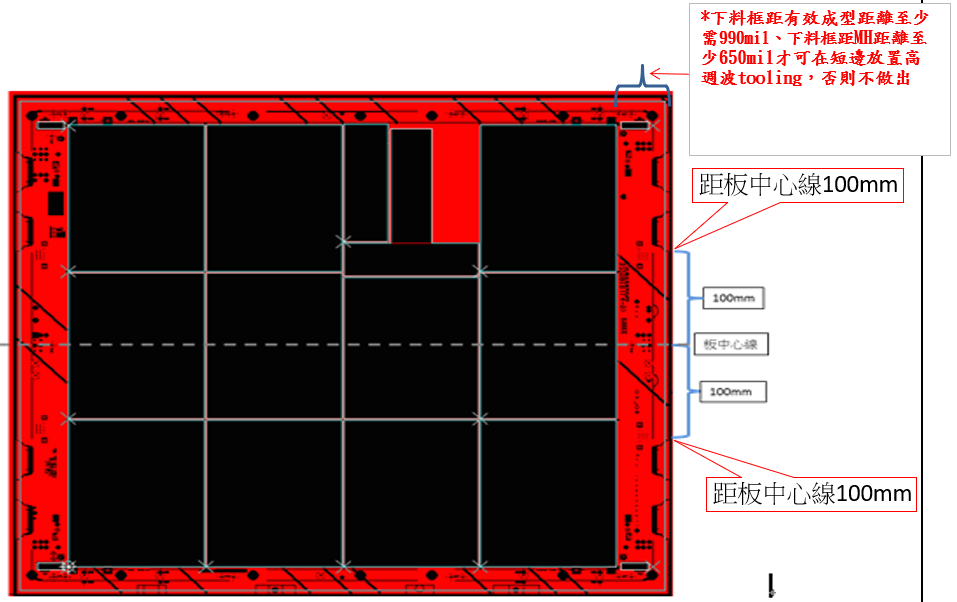 *下料框距有效成型距離至少
需990mil、下料框距MH距離至
少650mil才可在短邊放置高
週波tooling,否則不做出
距板中心線100mm
100mm
板中心線
100mm
距板中心線100mm